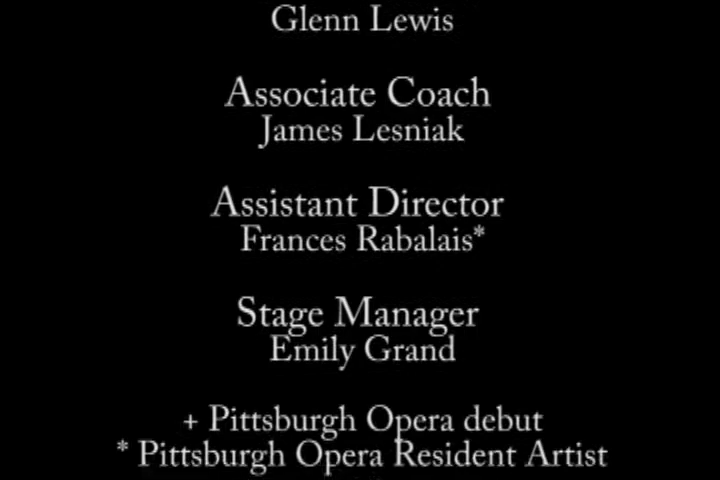 Glenn Lewis
Associate Coach
James Lesniak
Assistant Director
Frances Rabalais*
Stage Manager
Emily Grand
+ Pittsburgh Opera debut
* Pittsburgh Opera Resident Artist